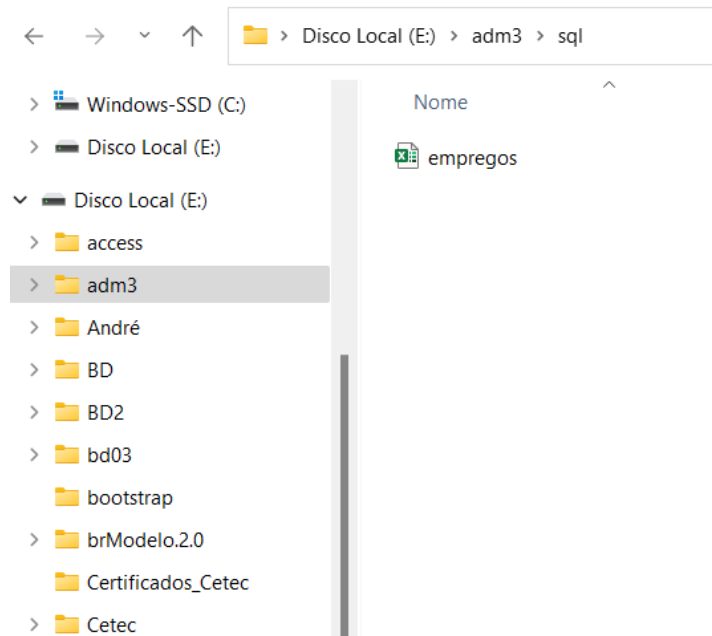 Disco Local (E:) > adm3 > sql
Windows-SSD (C:)
Disco Local (E:)
Disco Local (E:)
access
adm3
André
BD
BD2
bd03
bootstrap
brModelo.2.0
Certificados_Cetec
Cetec
Nome
empregos